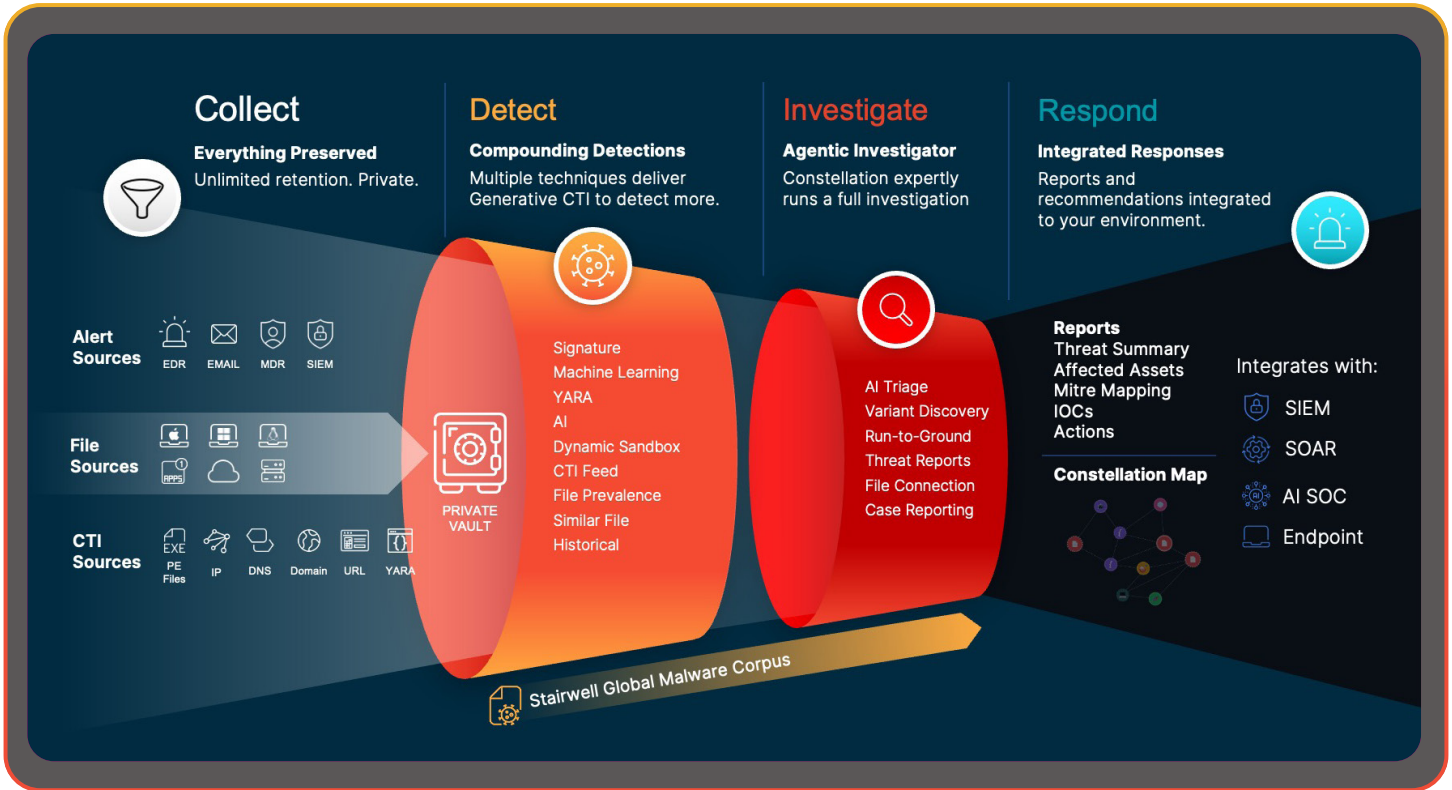 Collect
Everything Preserved
Unlimited retention. Private.
Detect
Compounding Detections
Multiple techniques deliver
Generative CTI to detect more.
Investigate
Agentic Investigator
Constellation expertly
runs a full investigation
Respond
Integrated Responses
Reports and
recommendations integrated
to your environment.
Alert
Sources
EDR
EMAIL
MDR
SIEM
File
Sources
1
APPS
CTI
Sources
EXE
PE
Files
IP
DNS
Domain
URL
YARA
PRIVATE
VAULT
Signature
Machine Learning
YARA
AI
Dynamic Sandbox
CTI Feed
File Prevalence
Similar File
Historical
AI Triage
Variant Discovery
Run-to-Ground
Threat Reports
File Connection
Case Reporting
Reports
Threat Summary
Affected Assets
Mitre Mapping
IOCs
Actions
Constellation Map
Integrates with:
SIEM
SOAR
AI
AI SOC
Endpoint
Stairwell Global Malware Corpus